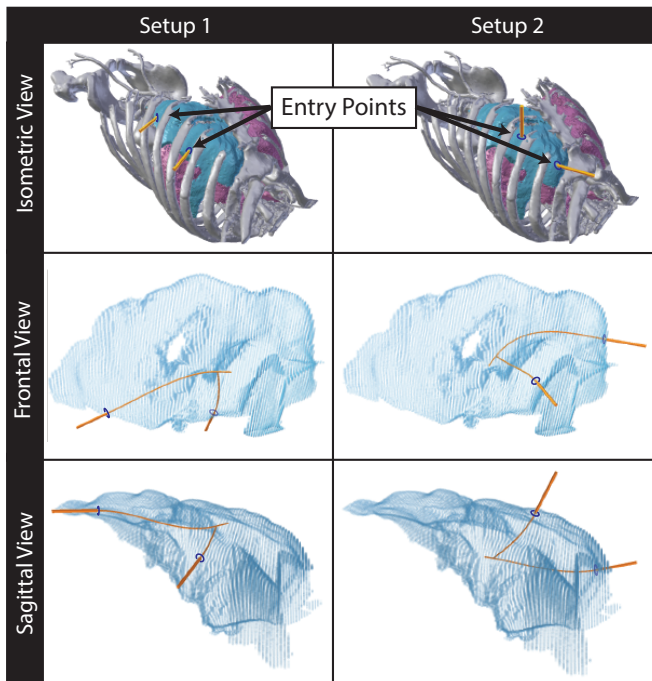 Setup 1
Setup 2
Isometric View
Entry Points
Frontal View
Sagittal View